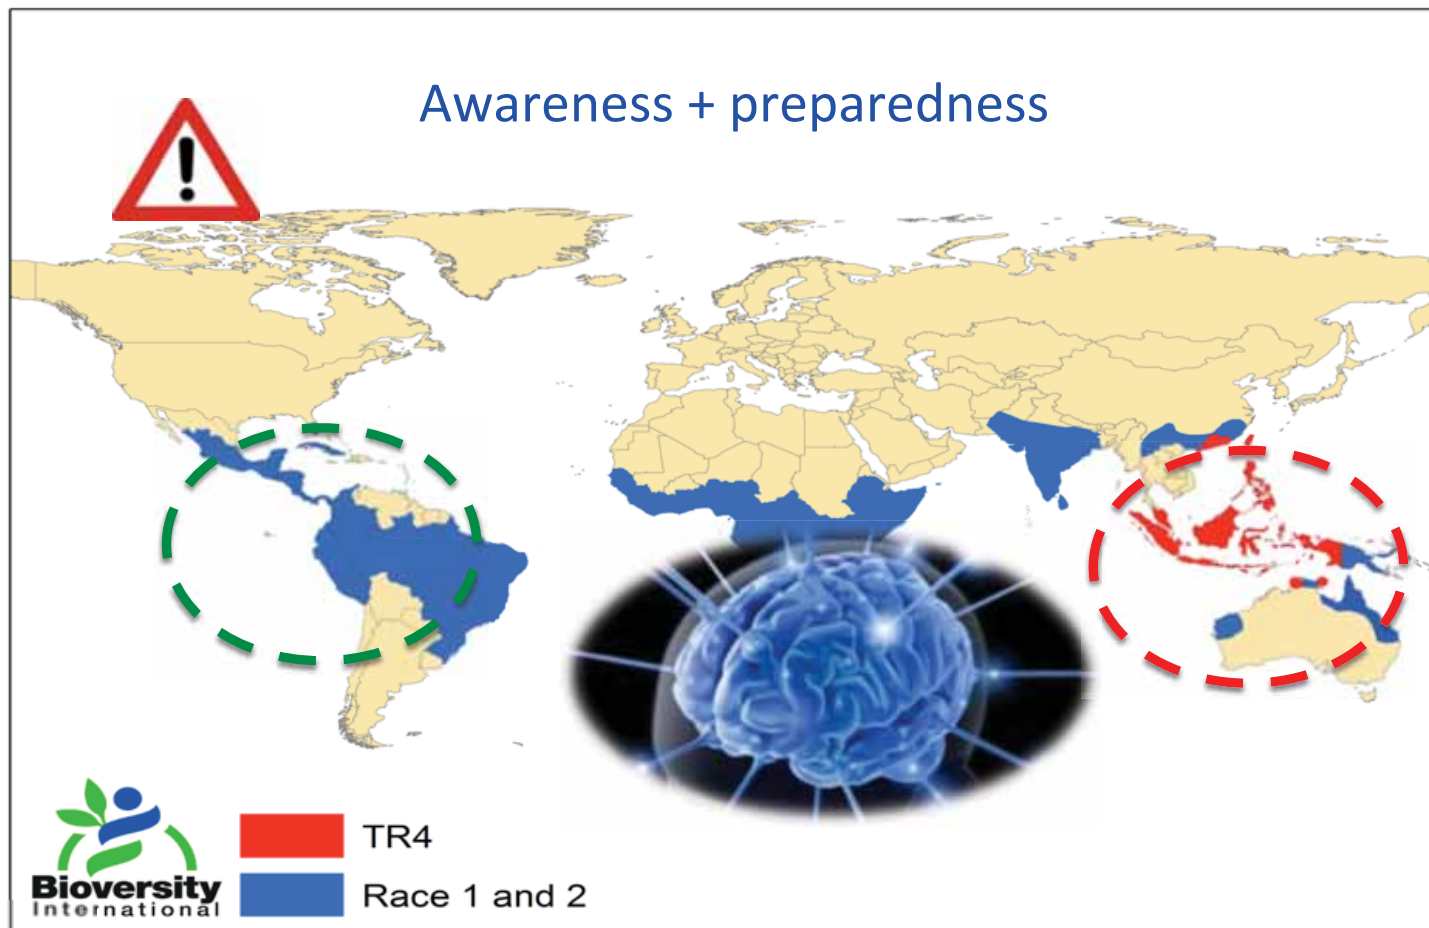 Awareness + preparedness
TR4
Race 1 and 2
Bioversity
International